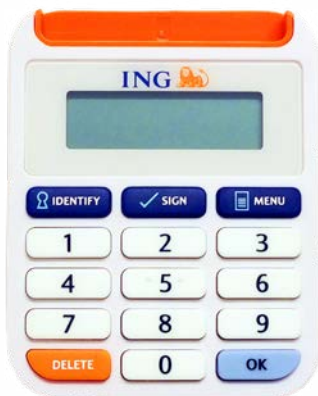 ING
IDENTIFY SIGN MENU
1 2 3
4 5 6
7 8 9
DELETE 0 OK